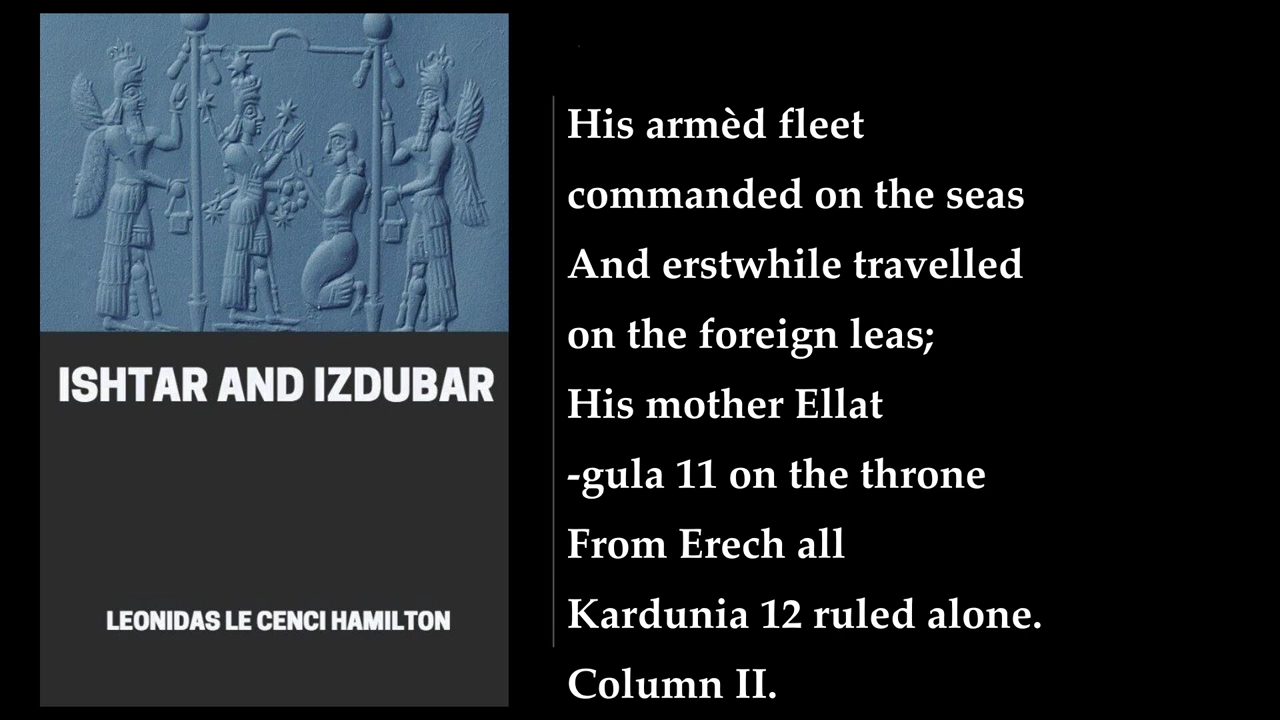 ISHTAR AND IZDUBAR
LEONIDAS LE CENCI HAMILTON
His armèd fleet
commanded on the seas
And erstwhile travelled
on the foreign leas;
His mother Ellat
-gula 11 on the throne
From Erech all
Kardunia 12 ruled alone.
Column II.